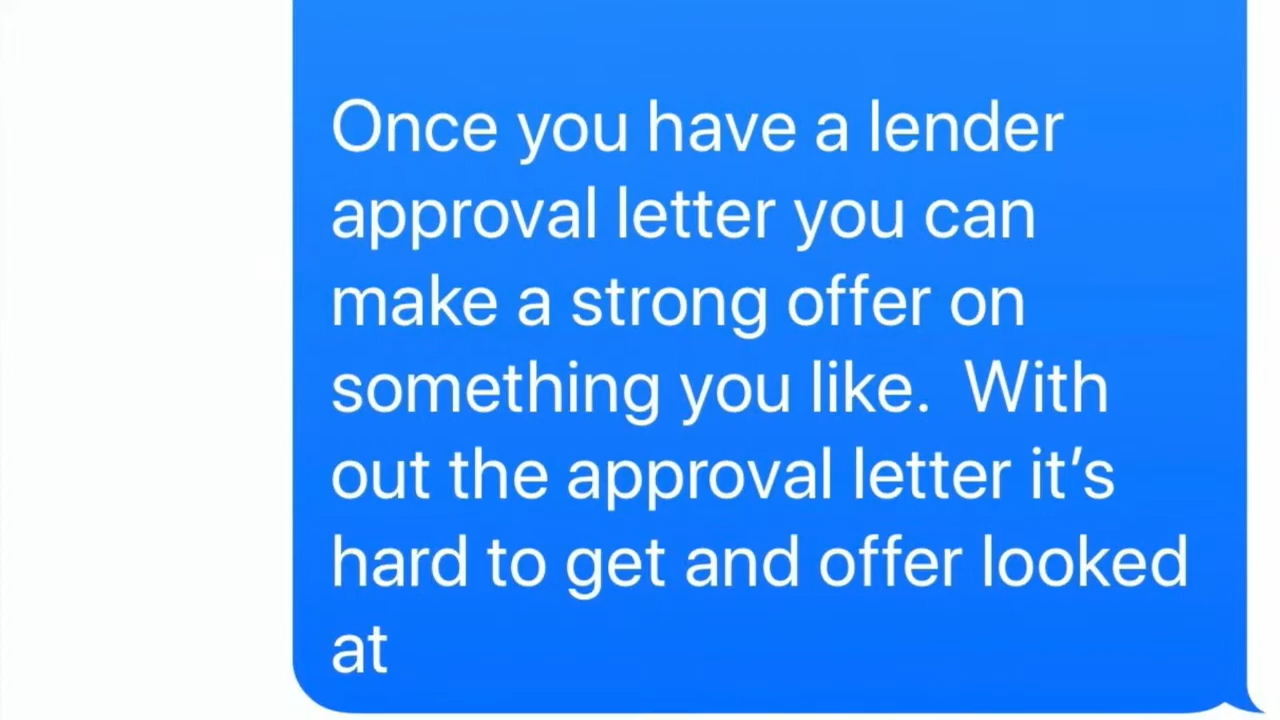 Once you have a lender
approval letter you can
make a strong offer on
something you like.  With
out the approval letter it’s
hard to get and offer looked
at